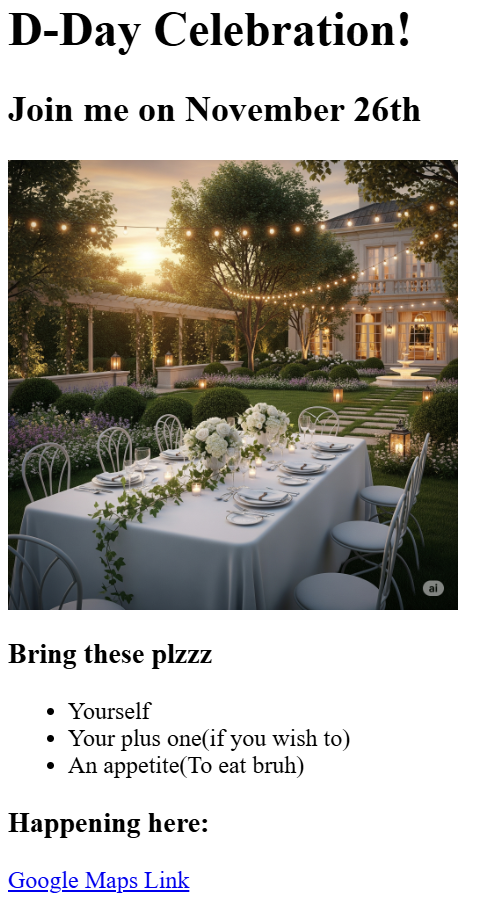 D-Day Celebration!
Join me on November 26th
ai
Bring these plzzz
Yourself
Your plus one(if you wish to)
An appetite(To eat bruh)
Happening here:
Google Maps Link